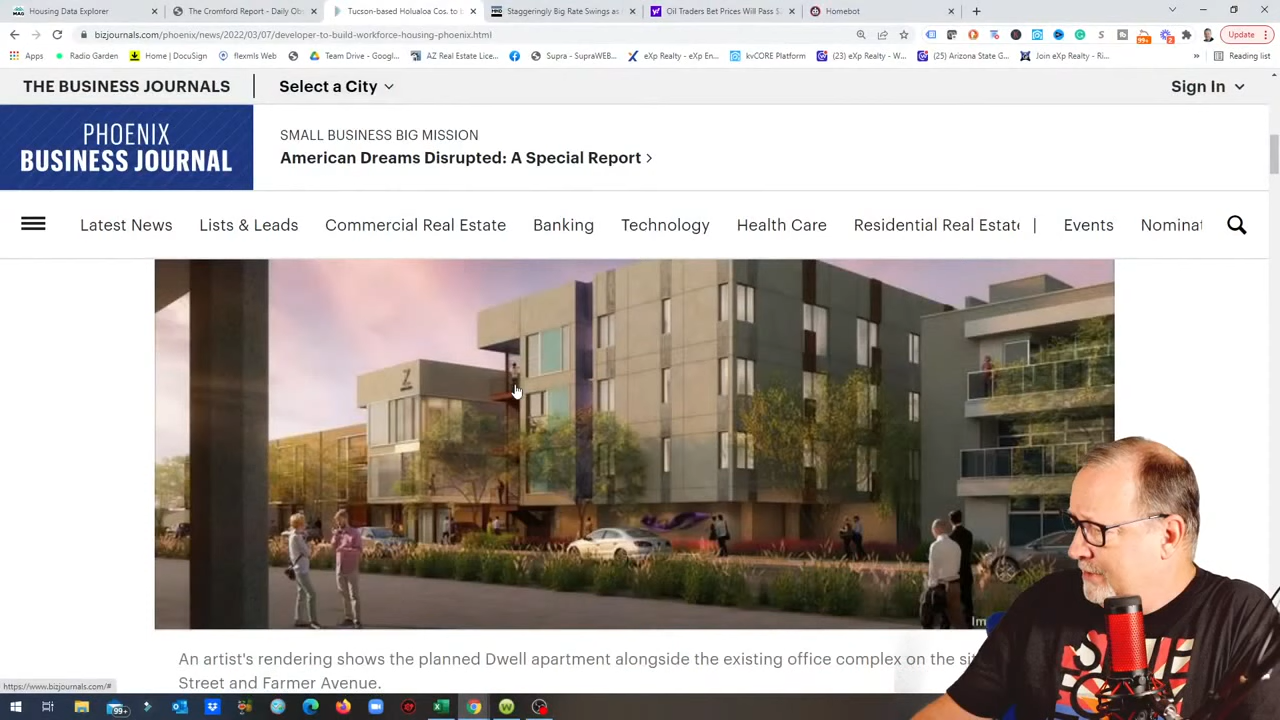 Housing Data Explorer
The Cromford Report - Daily Obs
Tucson-based Holualoa Cos. to b
Staggeringly Big Rate Swings as
Oil Traders Bet Prices Will Pass $
Homebot
bizjournals.com/phoenix/news/2022/03/07/developer-to-build-workforce-housing-phoenix.html
Update
Apps
Radio Garden
Home | DocuSign
flexmls Web
Team Drive - Googl...
AZ Real Estate Lice...
Supra - SupraWEB...
eXp Realty - eXp En...
kvCORE Platform
(23) eXp Realty - W...
(25) Arizona State G...
Join eXp Realty - Ri...
Reading list
THE BUSINESS JOURNALS
Select a City
Sign In
PHOENIX
BUSINESS JOURNAL
SMALL BUSINESS BIG MISSION
American Dreams Disrupted: A Special Report >
Latest News Lists & Leads Commercial Real Estate Banking Technology Health Care Residential Real Estate | Events Nominat
Z
Im
An artist's rendering shows the planned Dwell apartment alongside the existing office complex on the si
Street and Farmer Avenue.
https://www.bizjournals.com/#
99+